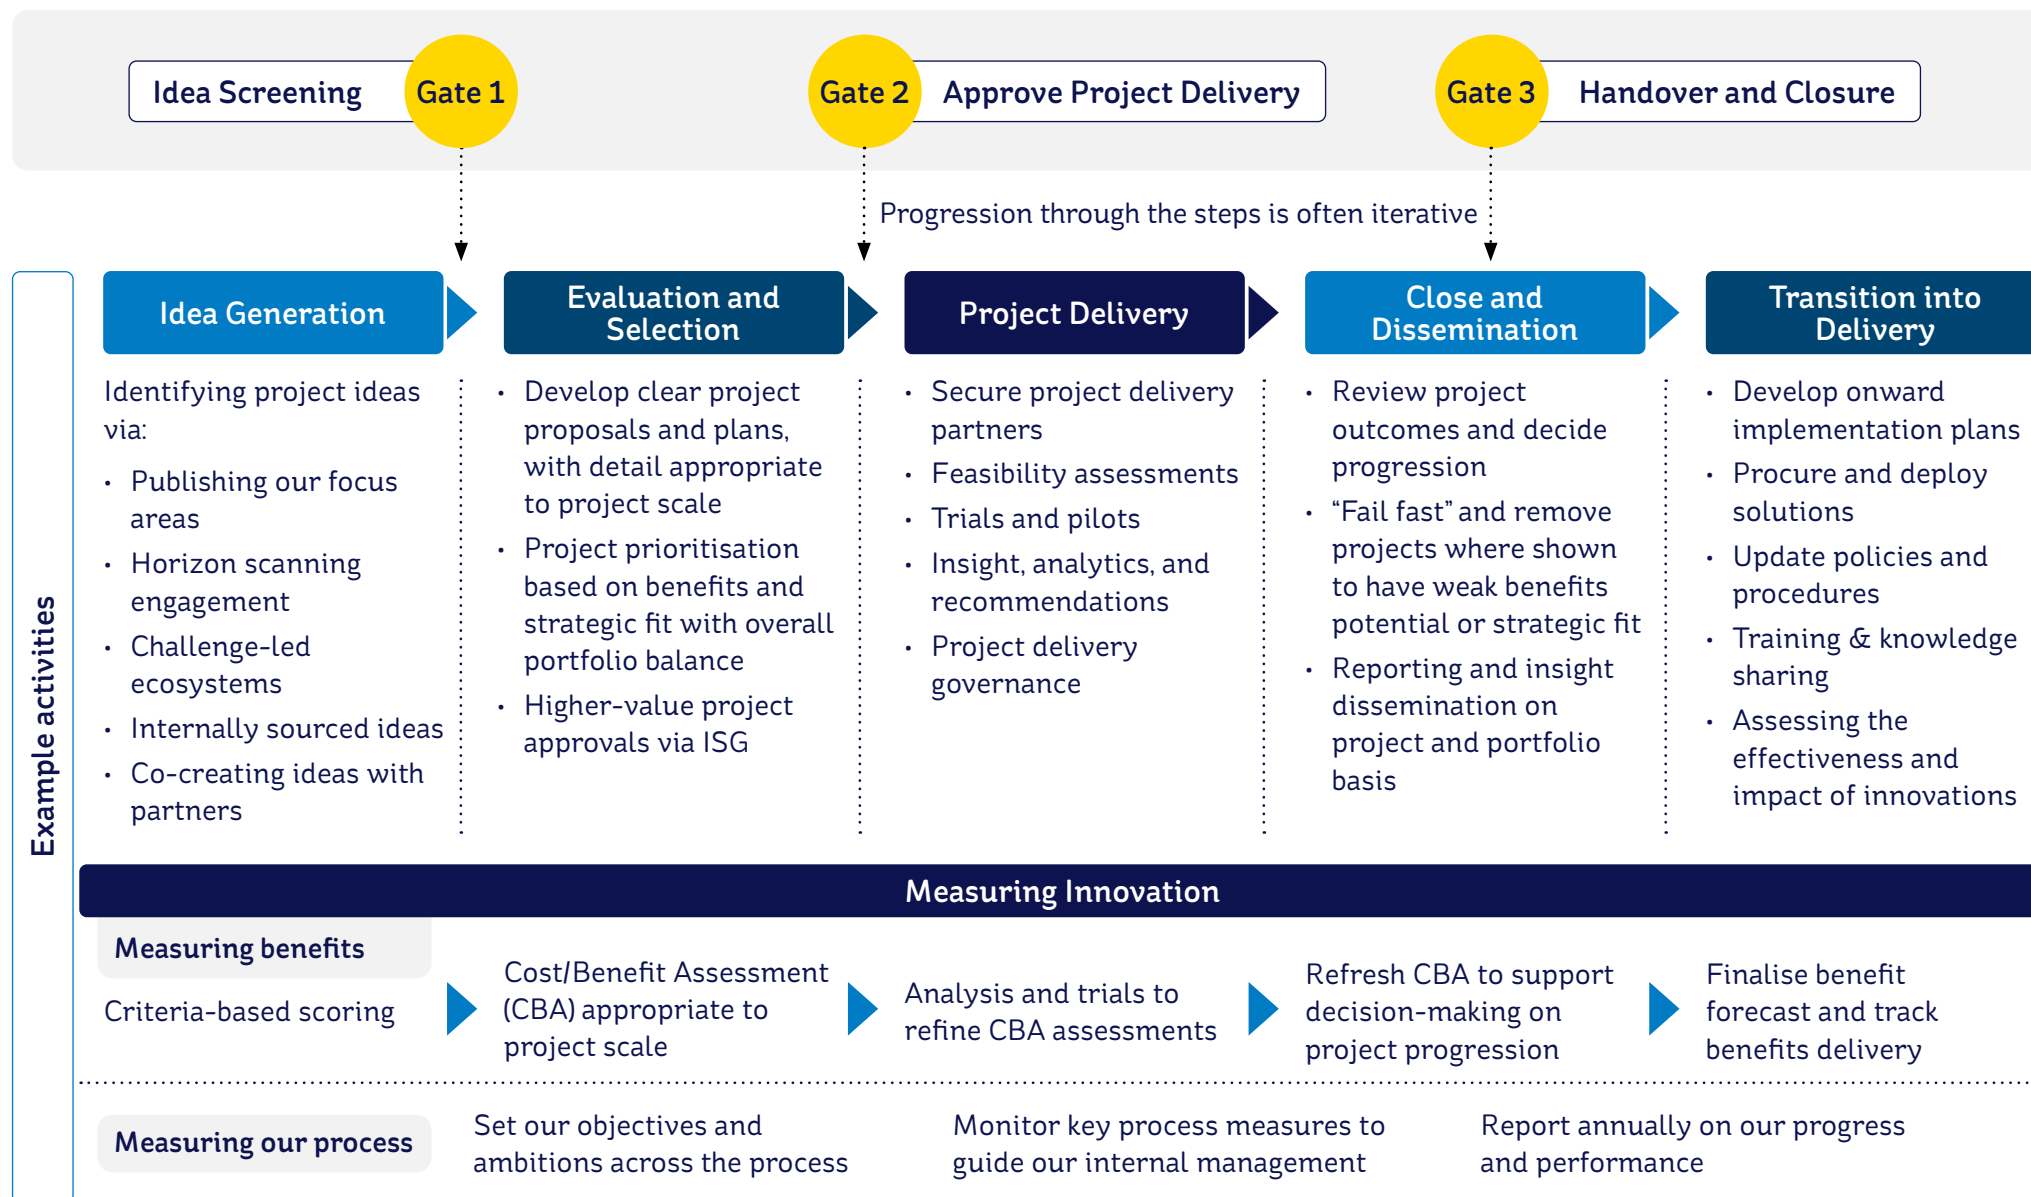 Idea Screening
Gate 1
Gate 2
Approve Project Delivery
Gate 3
Handover and Closure
Progression through the steps is often iterative
Example activities
Idea Generation
Identifying project ideas
via:
• Publishing our focus
areas
• Horizon scanning
engagement
• Challenge-led
ecosystems
• Internally sourced ideas
• Co-creating ideas with
partners
Evaluation and
Selection
• Develop clear project
proposals and plans,
with detail appropriate
to project scale
• Project prioritisation
based on benefits and
strategic fit with overall
portfolio balance
• Higher-value project
approvals via ISG
Project Delivery
• Secure project delivery
partners
• Feasibility assessments
• Trials and pilots
• Insight, analytics, and
recommendations
• Project delivery
governance
Close and
Dissemination
• Review project
outcomes and decide
progression
• “Fail fast” and remove
projects where shown
to have weak benefits
potential or strategic fit
• Reporting and insight
dissemination on
project and portfolio
basis
Transition into
Delivery
• Develop onward
implementation plans
• Procure and deploy
solutions
• Update policies and
procedures
• Training & knowledge
sharing
• Assessing the
effectiveness and
impact of innovations
Measuring Innovation
Measuring benefits
Criteria-based scoring
Cost/Benefit Assessment
(CBA) appropriate to
project scale
Analysis and trials to
refine CBA assessments
Refresh CBA to support
decision-making on
project progression
Finalise benefit
forecast and track
benefits delivery
Measuring our process
Set our objectives and
ambitions across the process
Monitor key process measures to
guide our internal management
Report annually on our progress
and performance